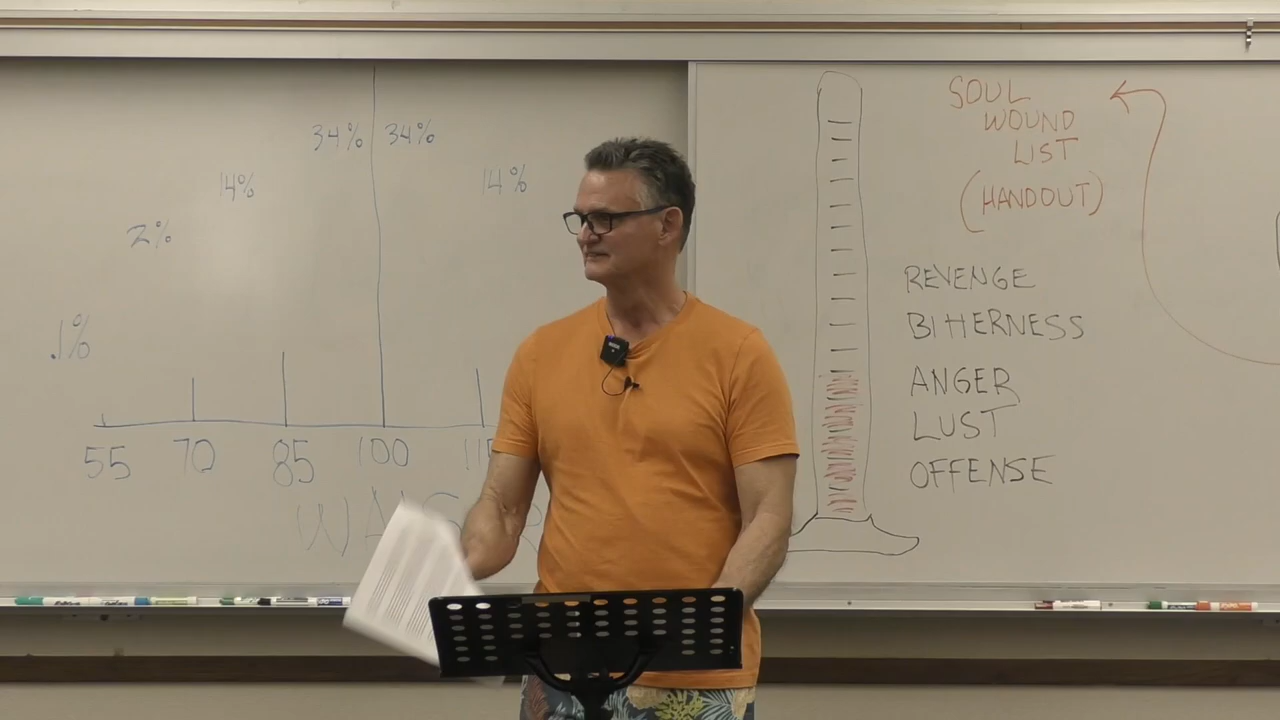 34% 34%
14% 14%
2%
.1%
55 70 85 100
SOUL
WOUND
LIST
(HANDOUT)
REVENGE
BITTERNESS
ANGER
LUST
OFFENSE